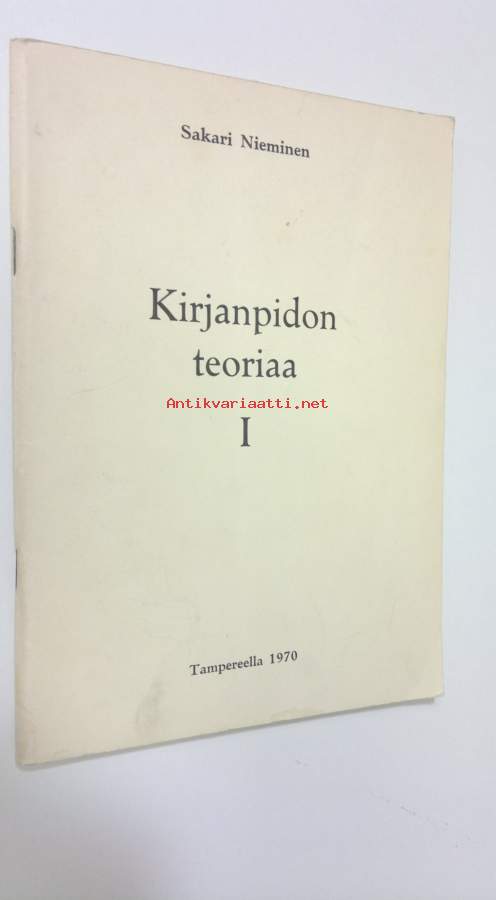 Sakari Nieminen
Kirjanpidon
teoriaa
Antikvariaatti.net
I
Tampereella 1970